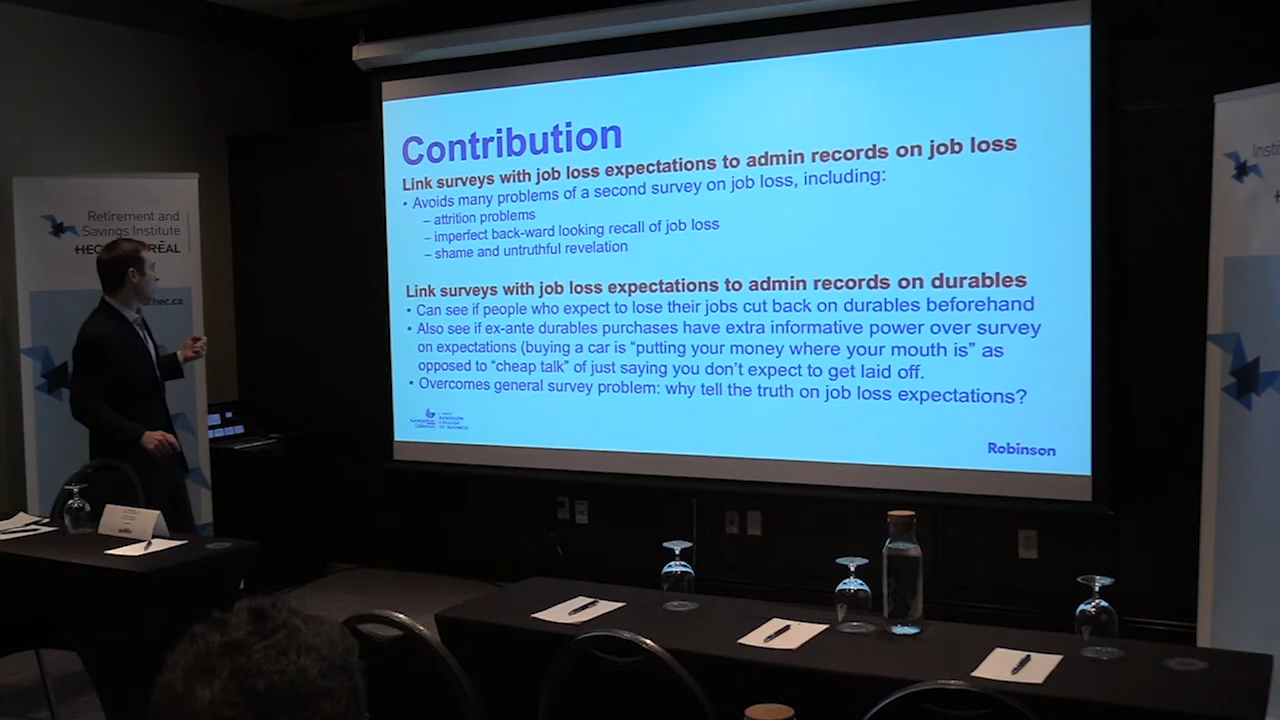 Contribution
Link surveys with job loss expectations to admin records on job loss
• Avoids many problems of a second survey on job loss, including:
– attrition problems
– imperfect back-ward looking recall of job loss
– shame and untruthful revelation
Link surveys with job loss expectations to admin records on durables
• Can see if people who expect to lose their jobs cut back on durables beforehand
• Also see if ex-ante durables purchases have extra informative power over survey
on expectations (buying a car is “putting your money where your mouth is” as
opposed to “cheap talk” of just saying you don’t expect to get laid off.
• Overcomes general survey problem: why tell the truth on job loss expectations?
Robinson
Retirement and
Savings Institute
hec.ca